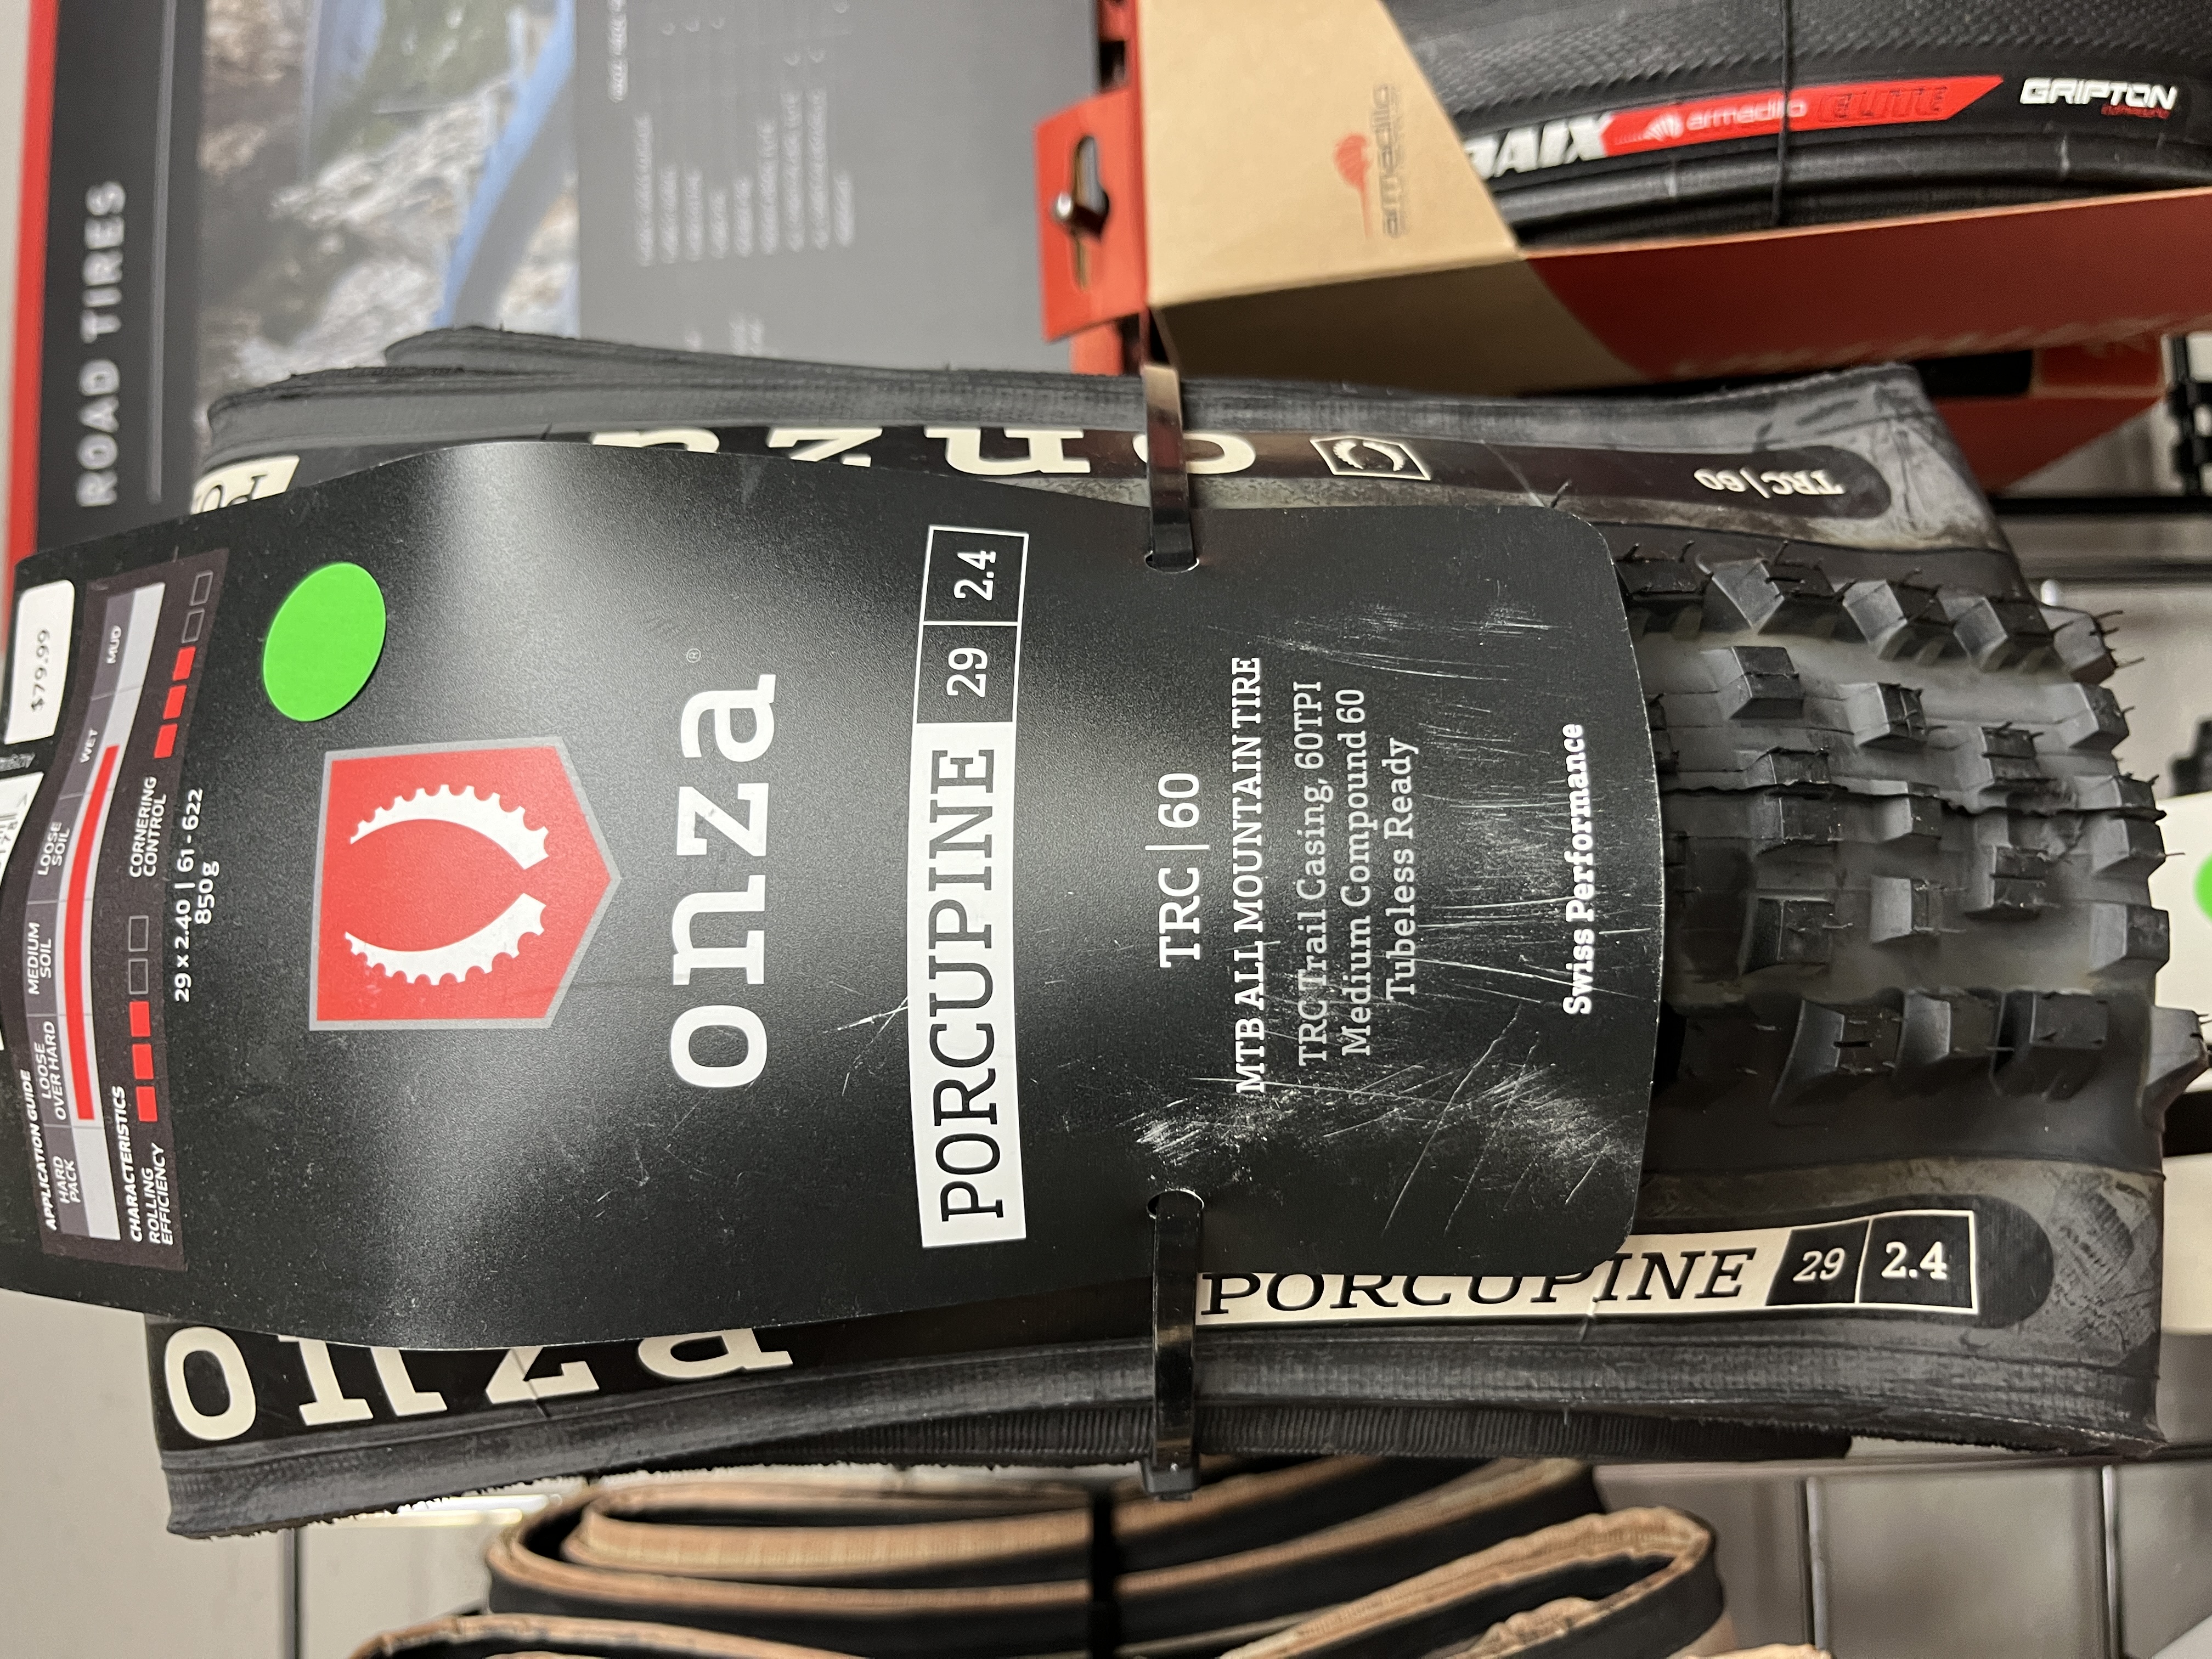 $79.99
APPLICATION GUIDE
HARD PACK
LOOSE OVER HARD
MEDIUM SOIL
LOOSE SOIL
WET
MUD
CHARACTERISTICS
ROLLING EFFICIENCY
CORNERING CONTROL
29 x 2.40 | 61 - 622
850g
onza®
PORCUPINE 29 2.4
TRC|60
MTB ALL MOUNTAIN TIRE
TRC Trail Casing, 60TPI
Medium Compound 60
Tubeless Ready
Swiss Performance
onza
TRC|60
onza
PORCUPINE 29 2.4
ROAD TIRES
armadillo
armadillo ELITE
GRIPTON